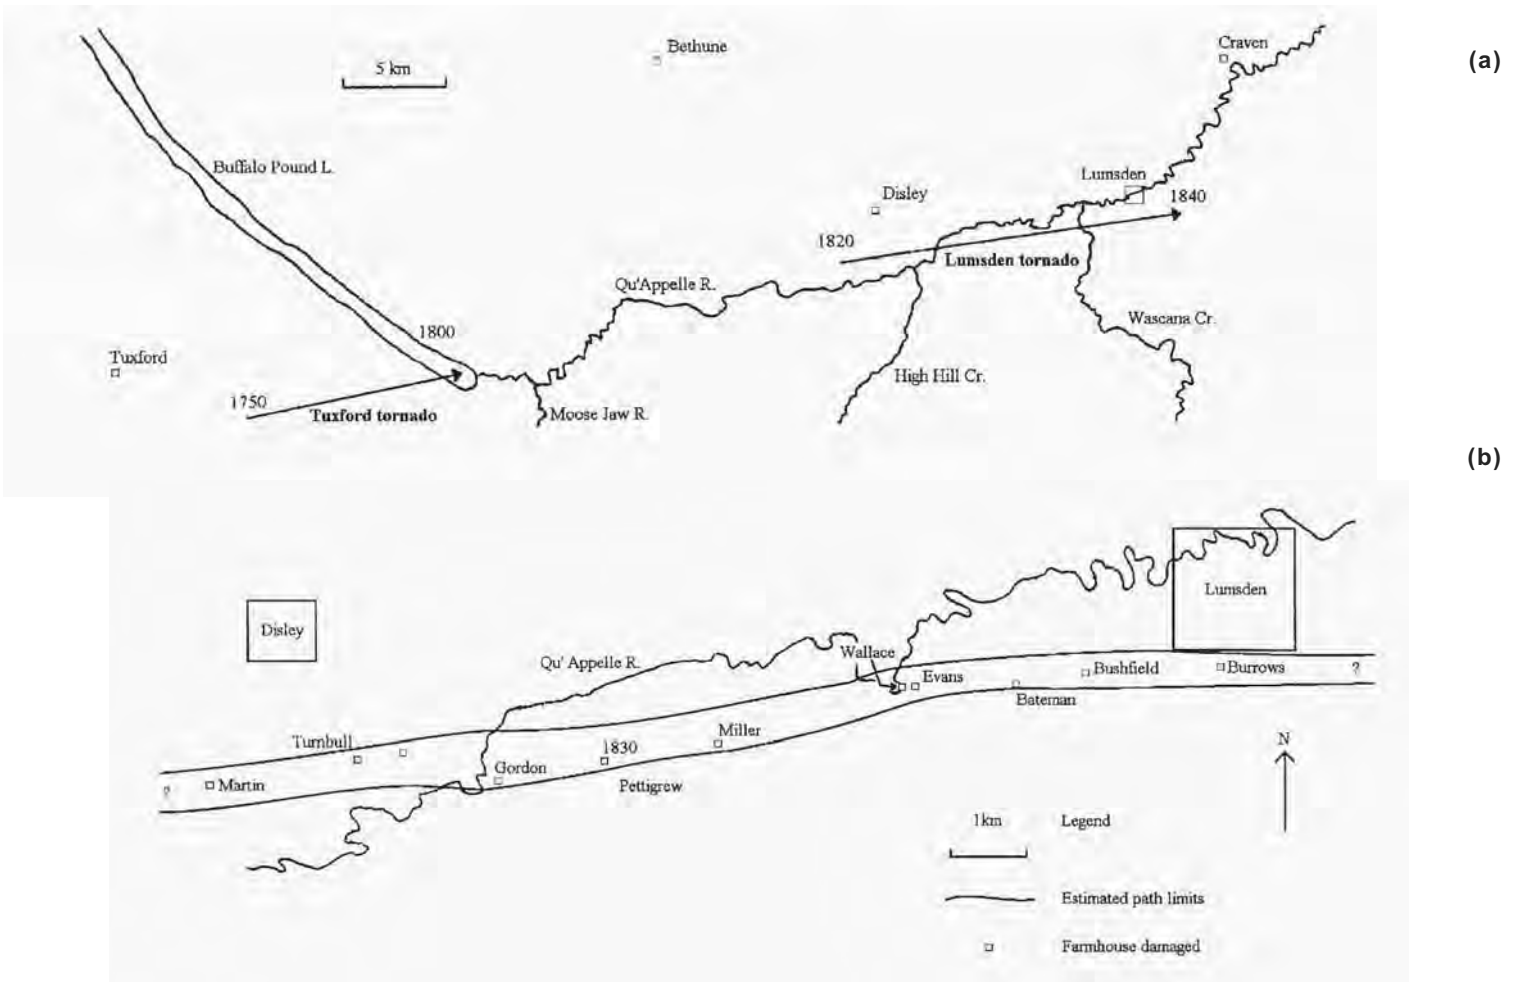 (a)
Bethune
Craven
5 km
Buffalo Pound L.
Lumsden
Disley
1840
1820
Lumsden tornado
Qu'Appelle R.
1800
Wascana Cr.
Tuxford
High Hill Cr.
1750
Tuxford tornado
Moose Jaw R.
(b)
Lumsden
Disley
Wallace
Qu' Appelle R.
Evans
Bushfield
Burrows
?
Bateman
Miller
Turnbull
1830
N
Gordon
Martin
?
Pettigrew
1km
Legend
Estimated path limits
Farmhouse damaged